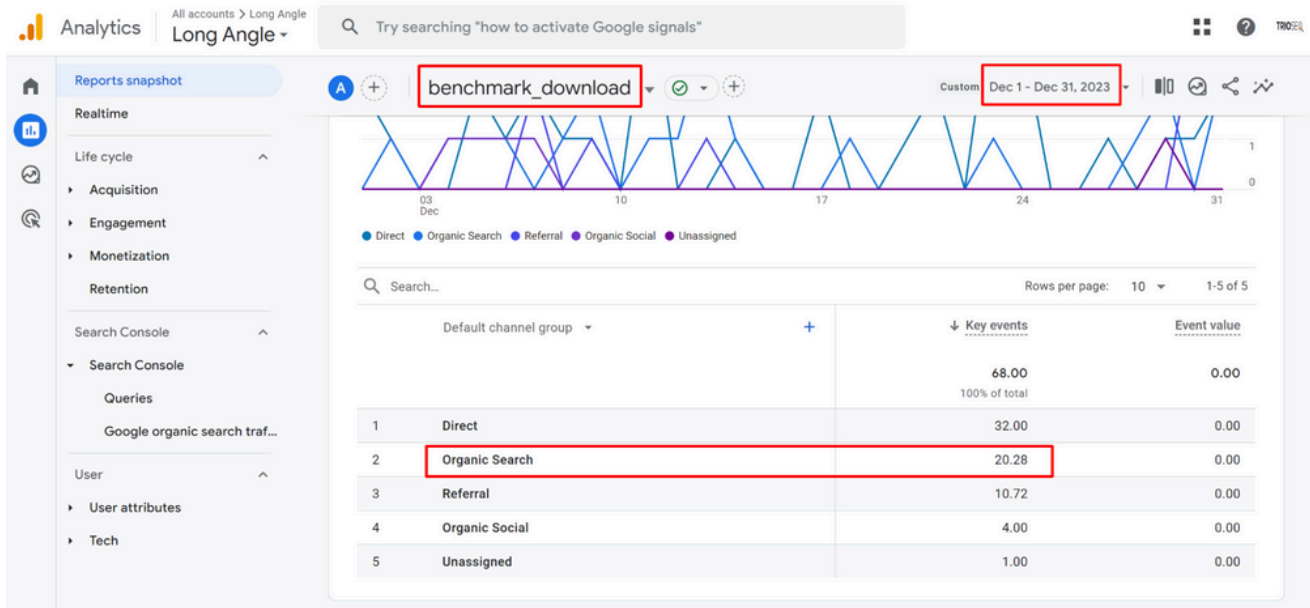 Analytics
All accounts > Long Angle
Long Angle
Try searching "how to activate Google signals"
TRIOSEQ
Reports snapshot
Realtime
Life cycle
Acquisition
Engagement
Monetization
Retention
Search Console
Search Console
Queries
Google organic search traf...
User
User attributes
Tech
A
benchmark_download
Custom Dec 1 - Dec 31, 2023
1
0
03
Dec
10
17
24
31
Direct Organic Search Referral Organic Social Unassigned
Search...
Rows per page: 10 1-5 of 5
Default channel group + Key events Event value
68.00 0.00
100% of total
1 Direct 32.00 0.00
2 Organic Search 20.28 0.00
3 Referral 10.72 0.00
4 Organic Social 4.00 0.00
5 Unassigned 1.00 0.00